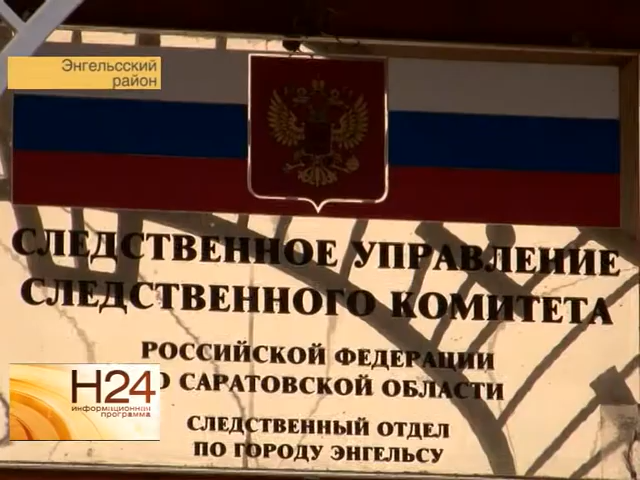 Энгельсский
район
СЛЕДСТВЕННОЕ УПРАВЛЕНИЕ
СЛЕДСТВЕННОГО КОМИТЕТА
РОССИЙСКОЙ ФЕДЕРАЦИИ
О САРАТОВСКОЙ ОБЛАСТИ
СЛЕДСТВЕННЫЙ ОТДЕЛ
ПО ГОРОДУ ЭНГЕЛЬСУ
Н24
информационная
программа